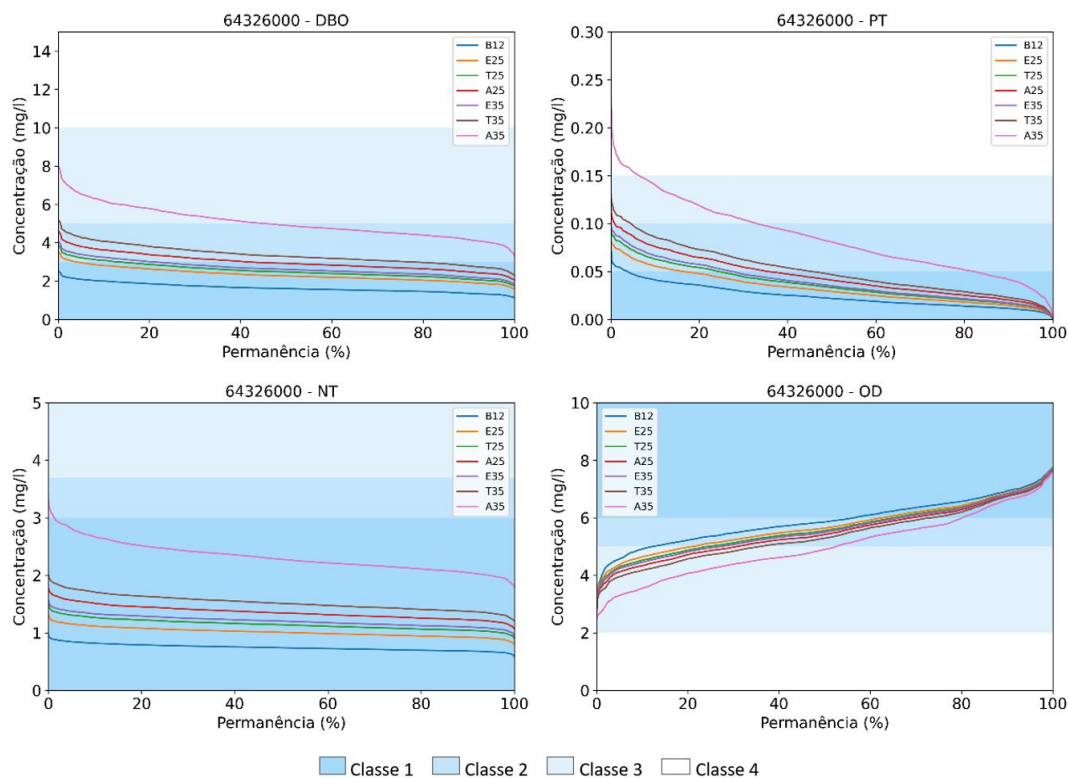 64326000 - DBO
Concentração (mg/l)
14
12
10
8
6
4
2
0
B12
E25
T25
A25
E35
T35
A35
0 20 40 60 80 100
Permanência (%)
64326000 - PT
Concentração (mg/l)
0.30
0.25
0.20
0.15
0.10
0.05
0.00
B12
E25
T25
A25
E35
T35
A35
0 20 40 60 80 100
Permanência (%)
64326000 - NT
Concentração (mg/l)
5
4
3
2
1
0
B12
E25
T25
A25
E35
T35
A35
0 20 40 60 80 100
Permanência (%)
64326000 - OD
Concentração (mg/l)
10
8
6
4
2
0
B12
E25
T25
A25
E35
T35
A35
0 20 40 60 80 100
Permanência (%)
Classe 1 Classe 2 Classe 3 Classe 4